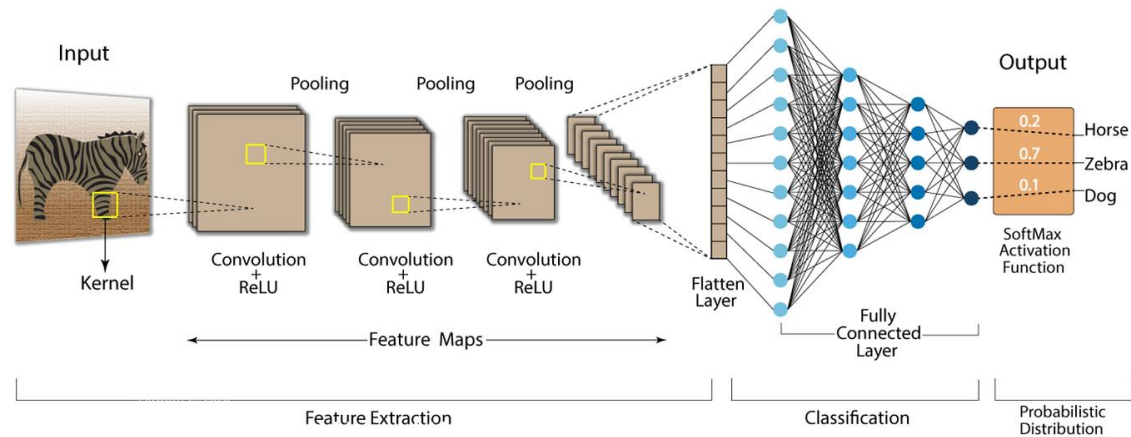 Input
Kernel
Pooling
Pooling
Pooling
Convolution
+
ReLU
Convolution
+
ReLU
Convolution
+
ReLU
Feature Maps
Flatten
Layer
Fully
Connected
Layer
Output
0.2
Horse
0.7
Zebra
0.1
Dog
SoftMax
Activation
Function
Feature Extraction
Classification
Probabilistic
Distribution